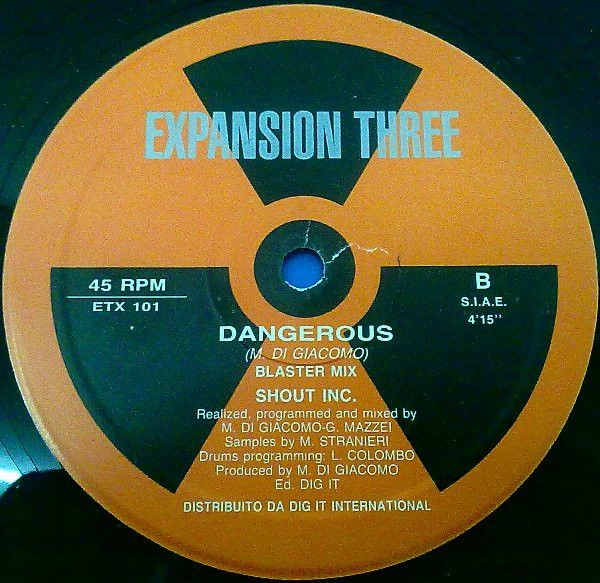 EXPANSION THREE
45 RPM
ETX 101
B
S.I.A.E.
4'15"
DANGEROUS
(M. DI GIACOMO)
BLASTER MIX
SHOUT INC.
Realized, programmed and mixed by
M. DI GIACOMO-G. MAZZEI
Samples by M. STRANIERI
Drums programming: L. COLOMBO
Produced by M. DI GIACOMO
Ed. DIG IT
DISTRIBUITO DA DIG IT INTERNATIONAL